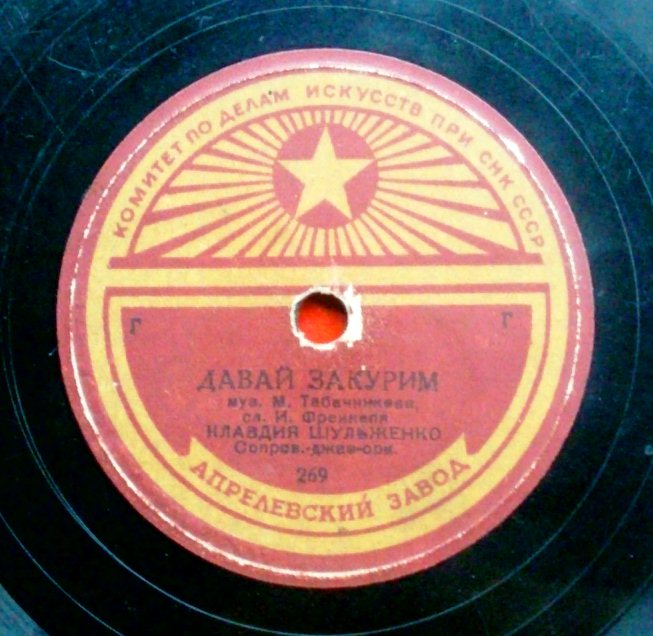 КОМИТЕТ ПО ДЕЛАМ ИСКУССТВ ПРИ СНК СССР
Г Г
ДАВАЙ ЗАКУРИМ
муз. М. Табачникова,
сл. И. Френкеля
КЛАВДИЯ ШУЛЬЖЕНКО
Сопров.-джаз-орк.
269
АПРЕЛЕВСКИЙ ЗАВОД